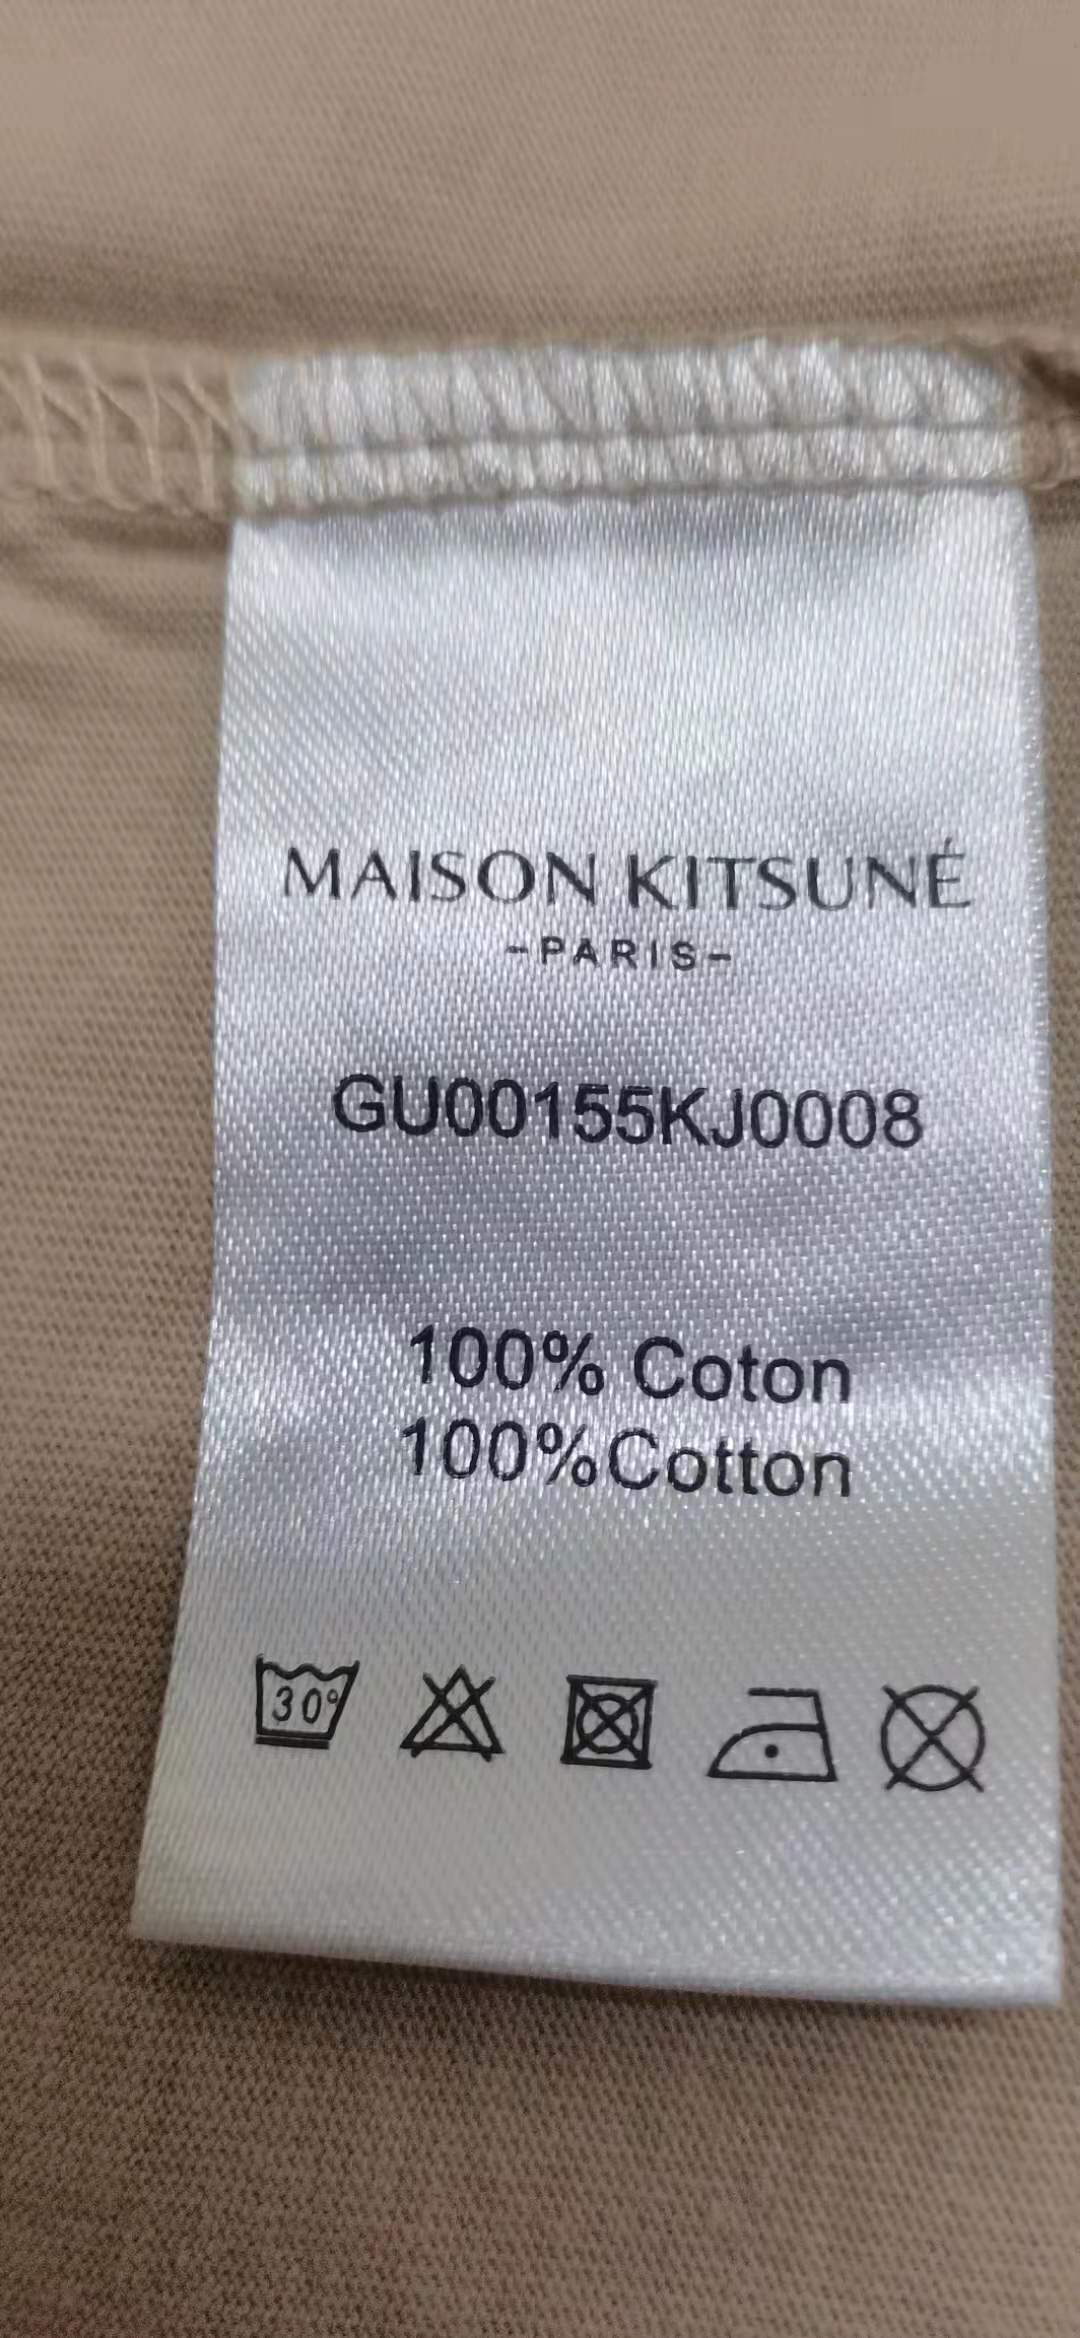 MAISON KITSUNÉ
-PARIS-
GU00155KJ0008
100% Coton
100%Cotton
30°